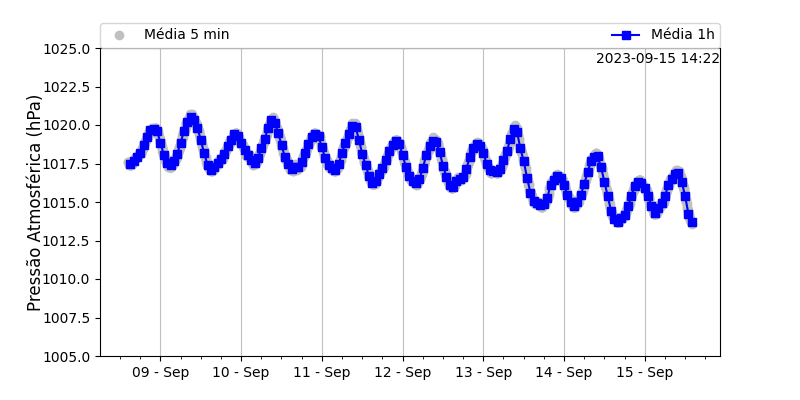 Média 5 min
Média 1h
2023-09-15 14:22
Pressão Atmosférica (hPa)
1025.0
1022.5
1020.0
1017.5
1015.0
1012.5
1010.0
1007.5
1005.0
09 - Sep
10 - Sep
11 - Sep
12 - Sep
13 - Sep
14 - Sep
15 - Sep